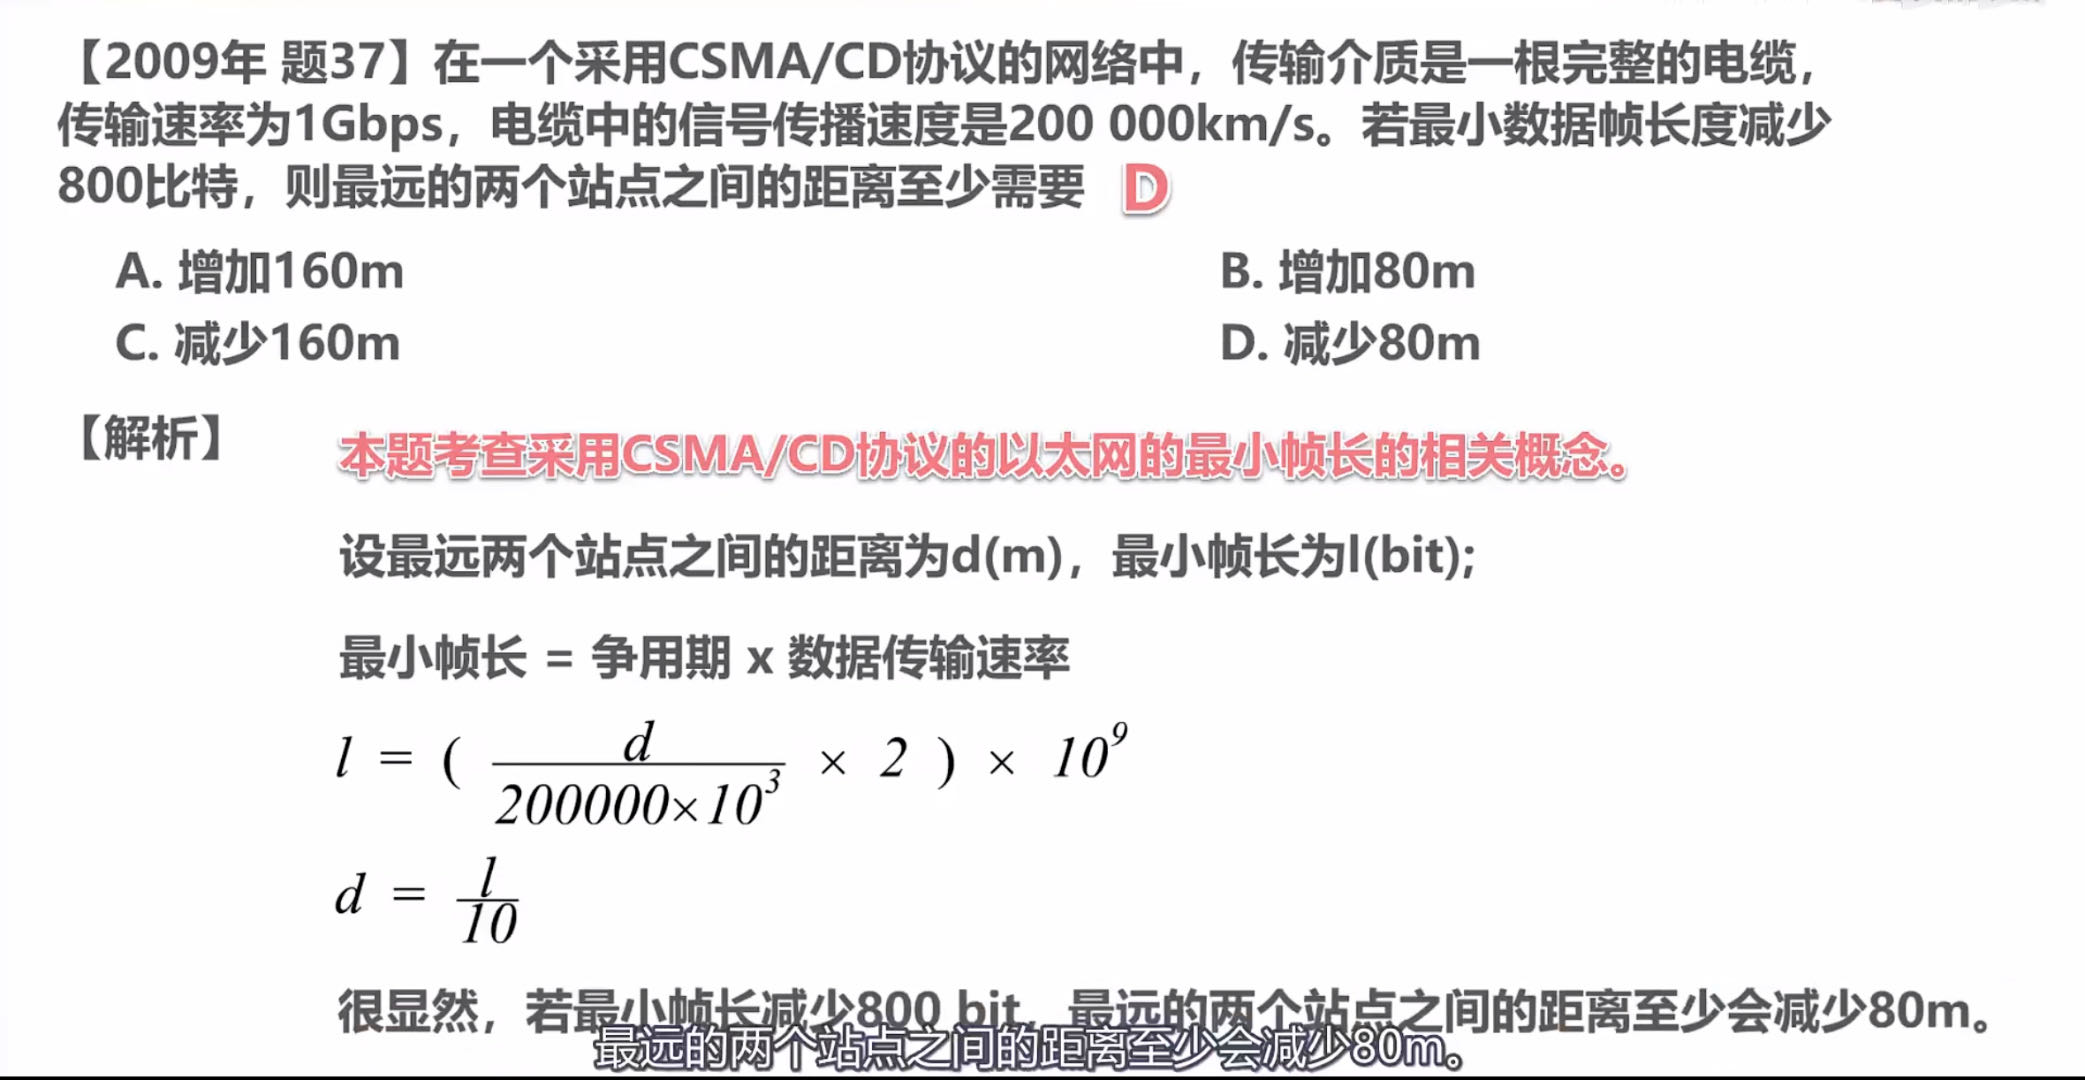 【2009年 题37】在一个采用CSMA/CD协议的网络中，传输介质是一根完整的电缆，
传输速率为1Gbps，电缆中的信号传播速度是200 000km/s。若最小数据帧长度减少
800比特，则最远的两个站点之间的距离至少需要 D
A. 增加160m B. 增加80m
C. 减少160m D. 减少80m
【解析】 本题考查采用CSMA/CD协议的以太网的最小帧长的相关概念。
设最远两个站点之间的距离为d(m)，最小帧长为l(bit);
最小帧长 = 争用期 x 数据传输速率
l = ( d / 200000×10³ × 2 ) × 10⁹
d = l / 10
很显然，若最小帧长减少800 bit，最远的两个站点之间的距离至少会减少80m。
最远的两个站点之间的距离至少会减少80m。